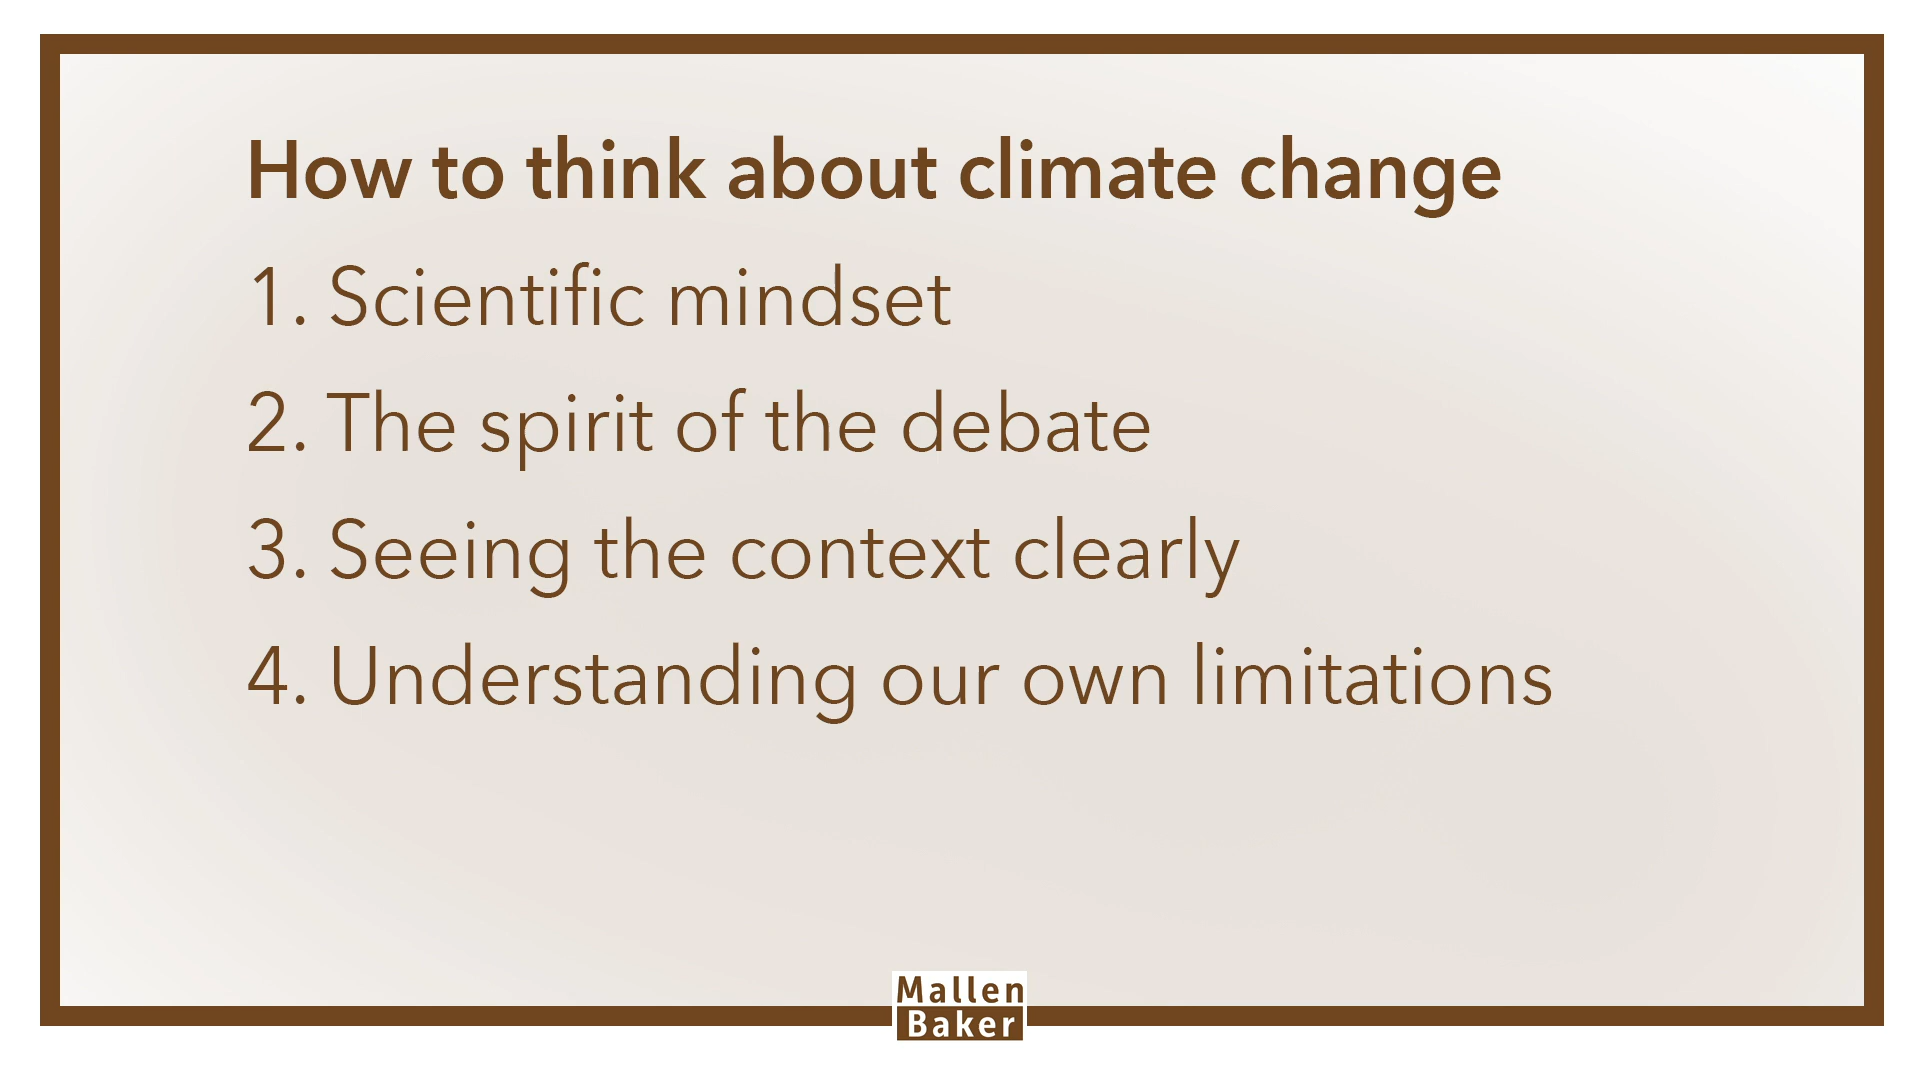 How to think about climate change
1. Scientific mindset
2. The spirit of the debate
3. Seeing the context clearly
4. Understanding our own limitations
Mallen
Baker